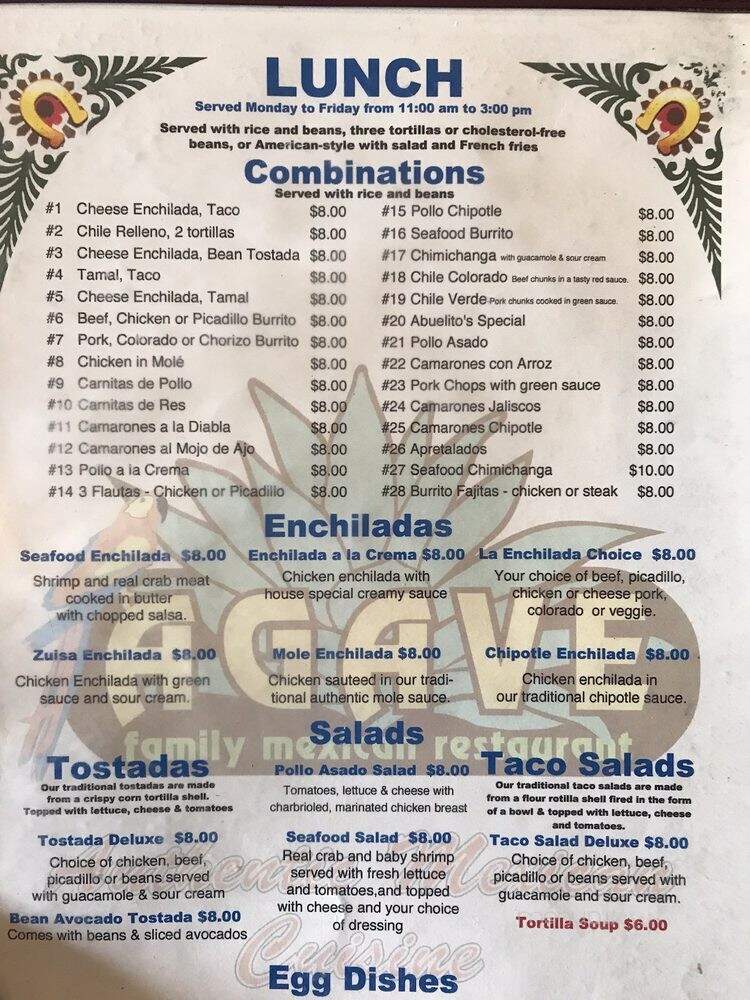 LUNCH
Served Monday to Friday from 11:00 am to 3:00 pm
Served with rice and beans, three tortillas or cholesterol-free
beans, or American-style with salad and French fries
Combinations
Served with rice and beans
#1 Cheese Enchilada, Taco $8.00
#2 Chile Relleno, 2 tortillas $8.00
#3 Cheese Enchilada, Bean Tostada $8.00
#4 Tamal, Taco $8.00
#5 Cheese Enchilada, Tamal $8.00
#6 Beef, Chicken or Picadillo Burrito $8.00
#7 Pork, Colorado or Chorizo Burrito $8.00
#8 Chicken in Molé $8.00
#9 Carnitas de Pollo $8.00
#10 Carnitas de Res $8.00
#11 Camarones a la Diabla $8.00
#12 Camarones al Mojo de Ajo $8.00
#13 Pollo a la Crema $8.00
#14 3 Flautas - Chicken or Picadillo $8.00
#15 Pollo Chipotle $8.00
#16 Seafood Burrito $8.00
#17 Chimichanga with guacamole & sour cream $8.00
#18 Chile Colorado Beef chunks in a tasty red sauce. $8.00
#19 Chile Verde-Pork chunks cooked in green sauce. $8.00
#20 Abuelito's Special $8.00
#21 Pollo Asado $8.00
#22 Camarones con Arroz $8.00
#23 Pork Chops with green sauce $8.00
#24 Camarones Jaliscos $8.00
#25 Camarones Chipotle $8.00
#26 Apretalados $8.00
#27 Seafood Chimichanga $10.00
#28 Burrito Fajitas - chicken or steak $8.00
Enchiladas
Seafood Enchilada $8.00
Shrimp and real crab meat
cooked in butter
with chopped salsa.
Enchilada a la Crema $8.00
Chicken enchilada with
house special creamy sauce
La Enchilada Choice $8.00
Your choice of beef, picadillo,
chicken or cheese pork,
colorado or veggie.
Zuisa Enchilada $8.00
Chicken Enchilada with green
sauce and sour cream.
Mole Enchilada $8.00
Chicken sauteed in our tradi-
tional authentic mole sauce.
Chipotle Enchilada $8.00
Chicken enchilada in
our traditional chipotle sauce.
AGAVE
family mexican restaurant
Tostadas
Our traditional tostadas are made
from a crispy corn tortilla shell.
Topped with lettuce, cheese & tomatoes
Tostada Deluxe $8.00
Choice of chicken, beef,
picadillo or beans served
with guacamole & sour cream
Bean Avocado Tostada $8.00
Comes with beans & sliced avocados
Salads
Pollo Asado Salad $8.00
Tomatoes, lettuce & cheese with
charbrioled, marinated chicken breast
Seafood Salad $8.00
Real crab and baby shrimp
served with fresh lettuce
and tomatoes,and topped
with cheese and your choice
of dressing
Taco Salads
Our traditional taco salads are made
from a flour rotilla shell fired in the form
of a bowl & topped with lettuce, cheese
and tomatoes.
Taco Salad Deluxe $8.00
Choice of chicken, beef,
picadillo or beans served with
guacamole and sour cream.
Tortilla Soup $6.00
Authentic Mexican
Cuisine
Egg Dishes